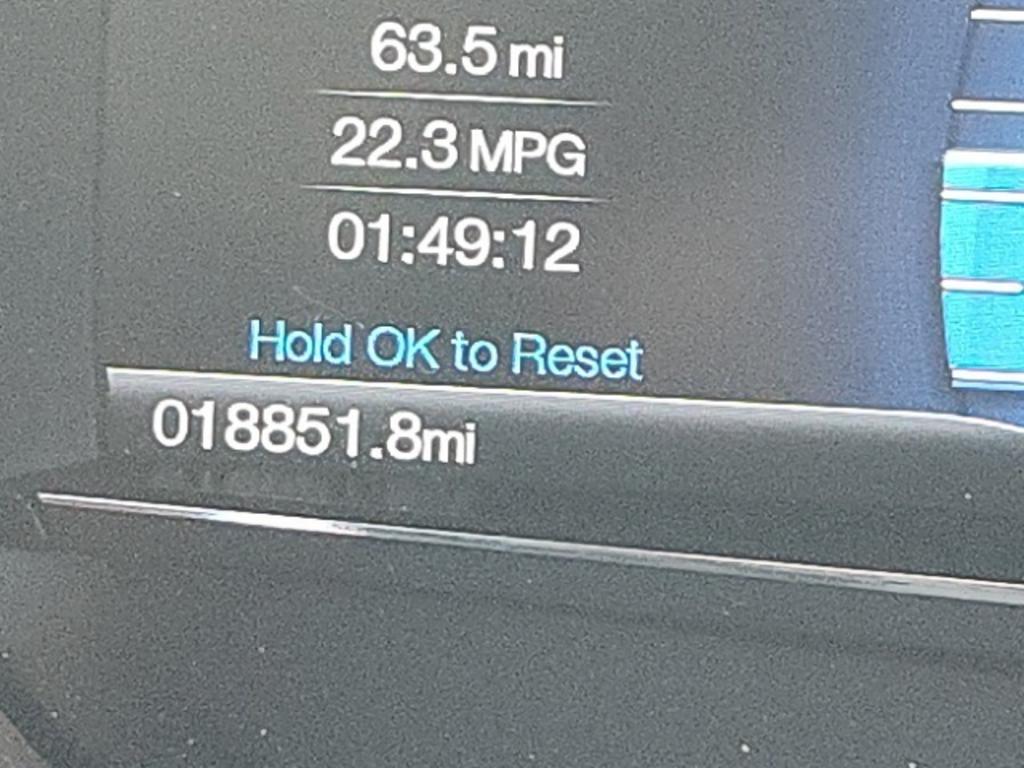 63.5 mi
22.3 MPG
01:49:12
Hold OK to Reset
018851.8mi